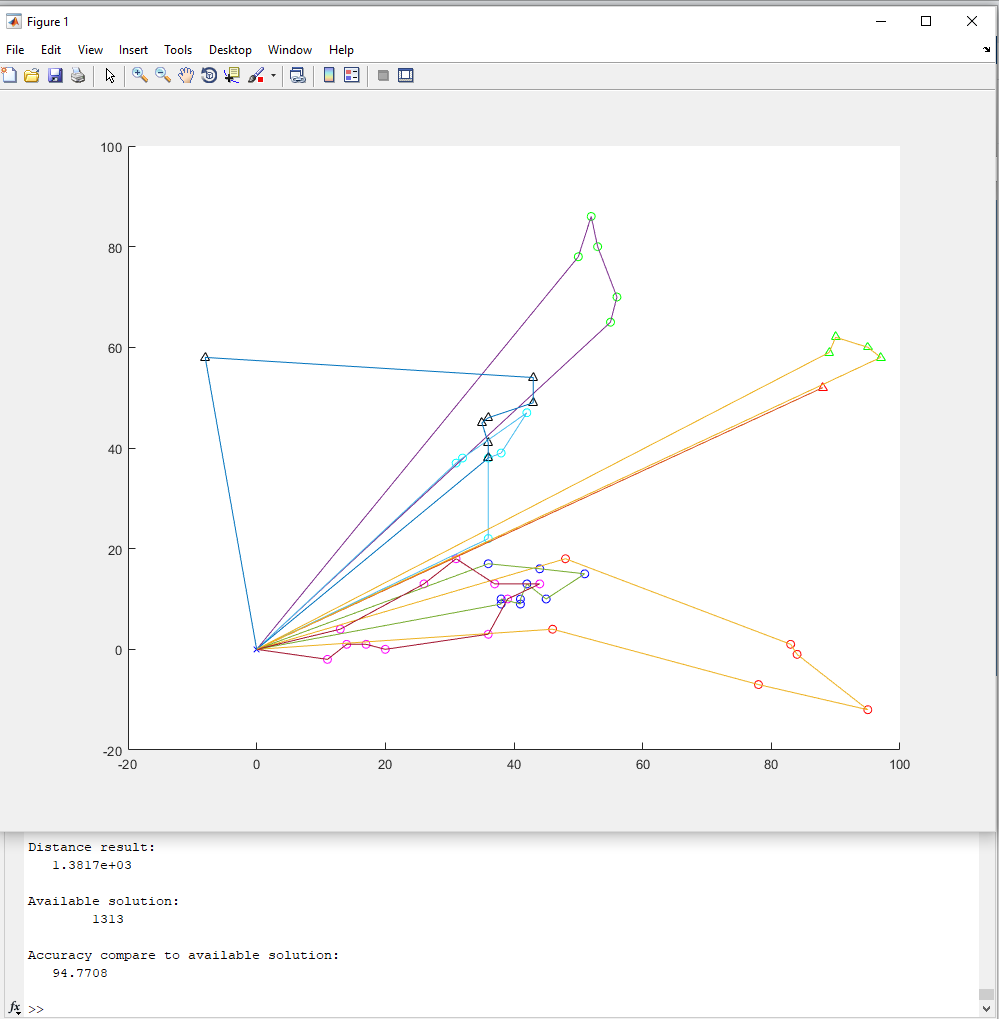 Figure 1
File Edit View Insert Tools Desktop Window Help
100
80
60
40
20
0
-20
-20 0 20 40 60 80 100
Distance result:
1.3817e+03
Available solution:
1313
Accuracy compare to available solution:
94.7708
fx >>